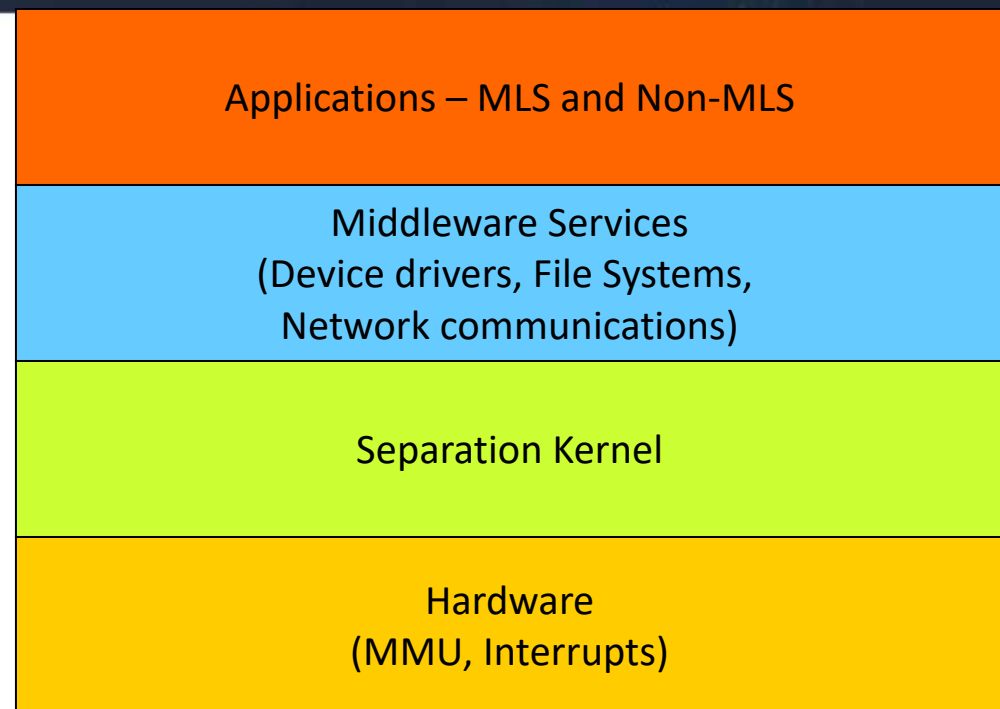 Applications – MLS and Non-MLS
Middleware Services
(Device drivers, File Systems,
Network communications)
Separation Kernel
Hardware
(MMU, Interrupts)